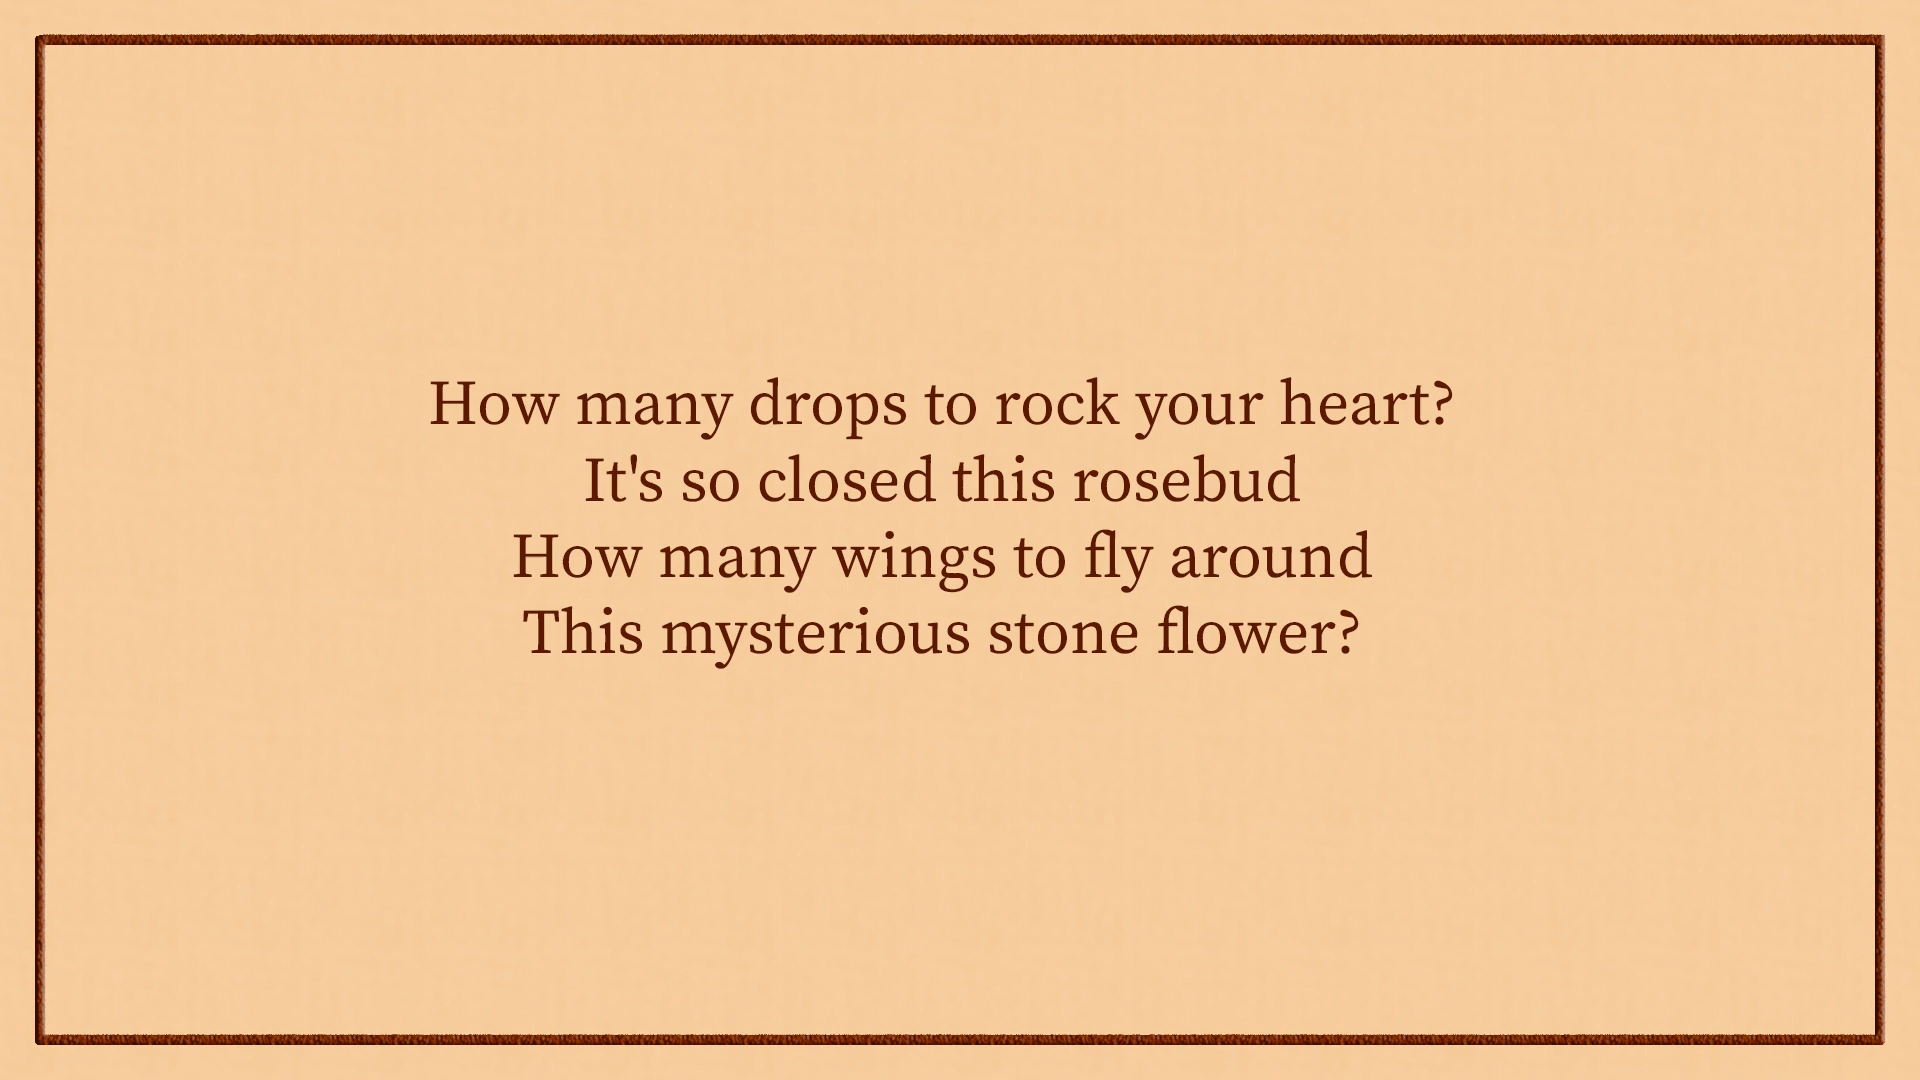 How many drops to rock your heart?
It's so closed this rosebud
How many wings to fly around
This mysterious stone flower?